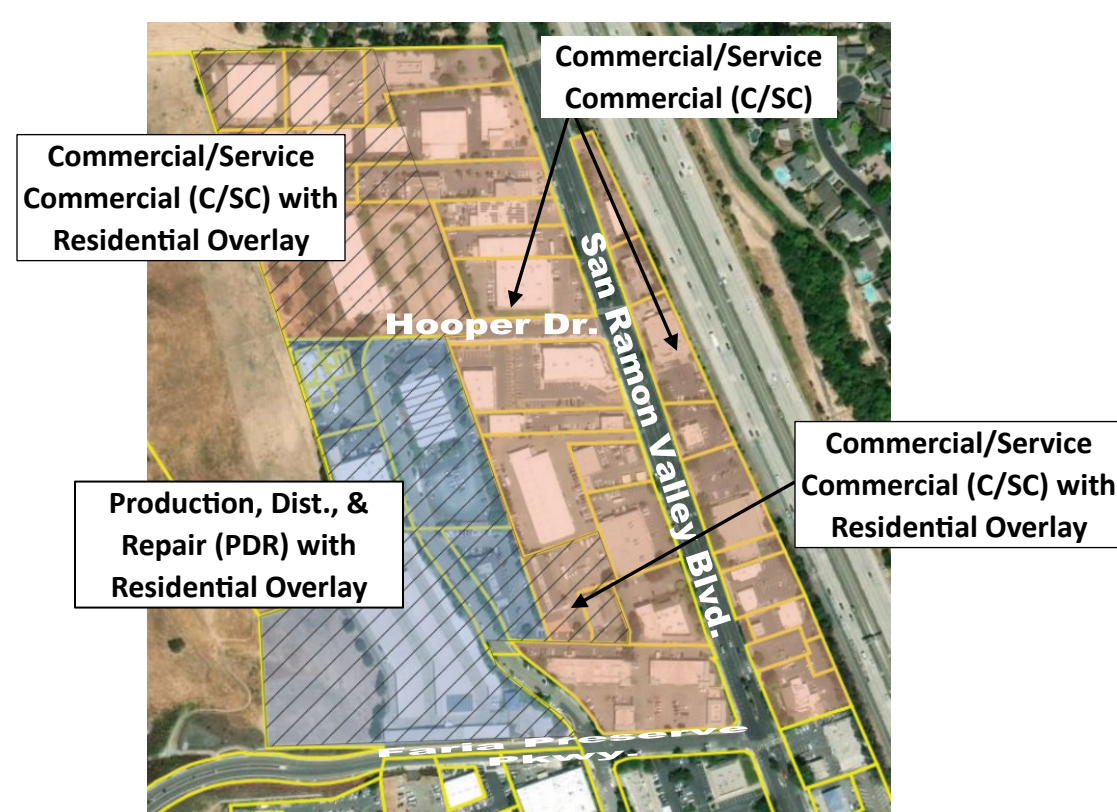 Commercial/Service
Commercial (C/SC)
Commercial/Service
Commercial (C/SC) with
Residential Overlay
San Ramon Valley Blvd.
Hooper Dr.
Commercial/Service
Commercial (C/SC) with
Residential Overlay
Production, Dist., &
Repair (PDR) with
Residential Overlay
Faria Preserve
Pkwy.